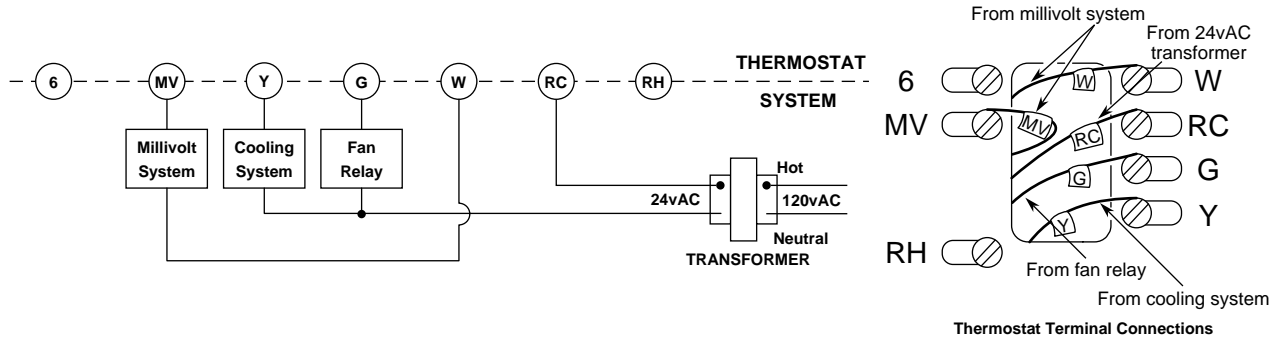 6
MV
Y
G
W
RC
RH
THERMOSTAT
SYSTEM
Millivolt
System
Cooling
System
Fan
Relay
24vAC
Hot
120vAC
Neutral
TRANSFORMER
From millivolt system
From 24vAC
transformer
6
W
W
MV
MV
RC
RC
G
G
Y
Y
RH
From fan relay
From cooling system
Thermostat Terminal Connections